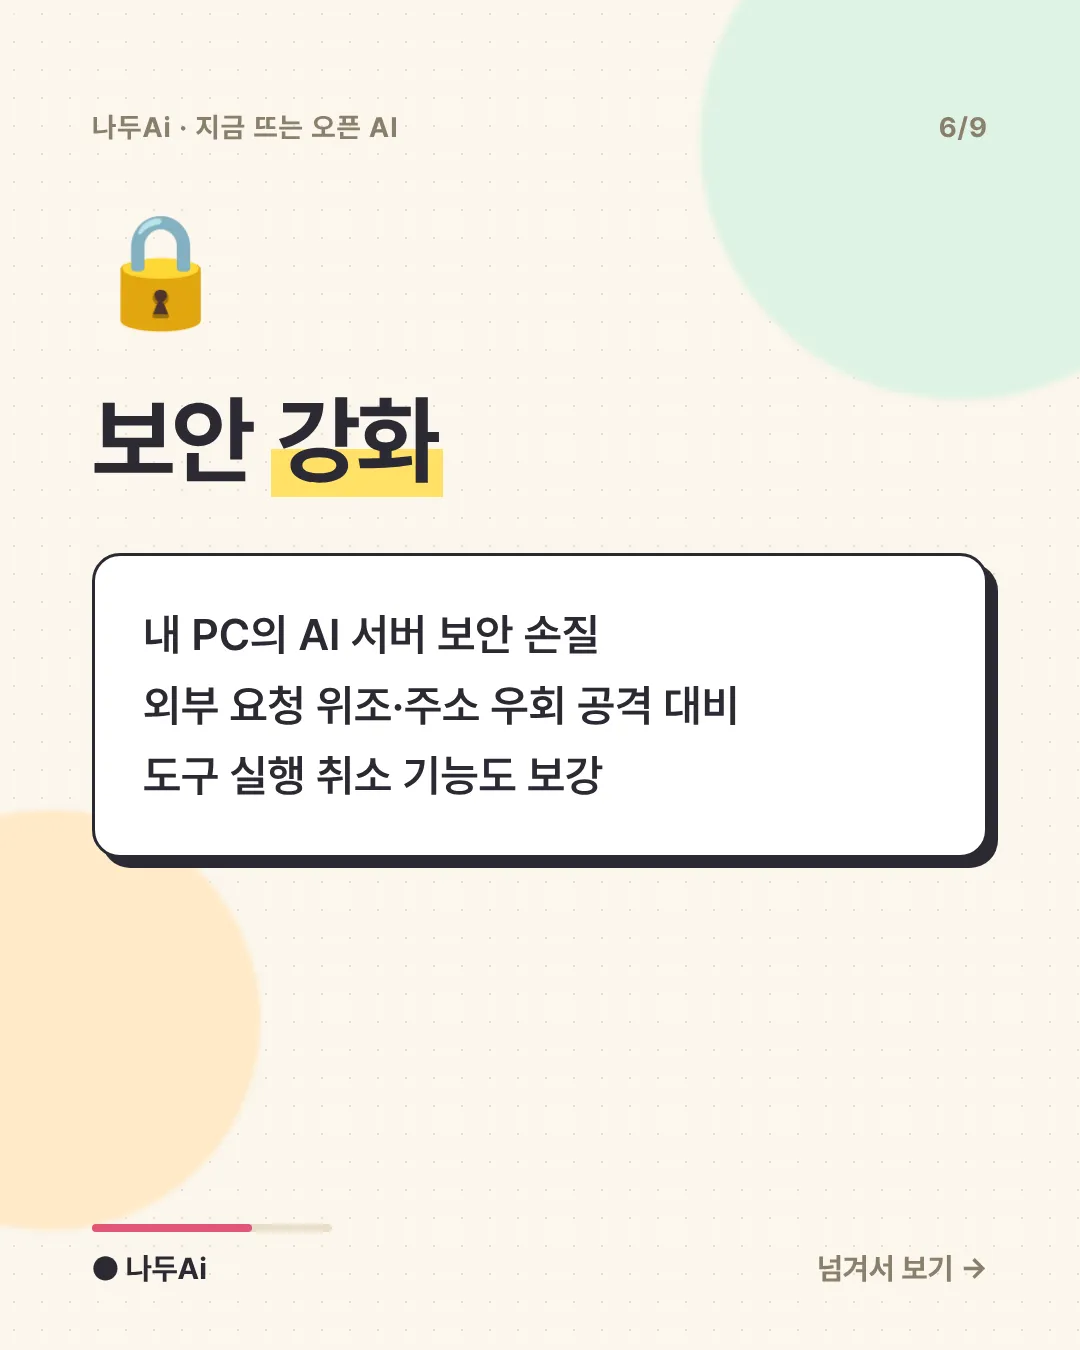 나두Ai · 지금 뜨는 오픈 AI
6/9
보안 강화
내 PC의 AI 서버 보안 손질
외부 요청 위조·주소 우회 공격 대비
도구 실행 취소 기능도 보강
나두Ai
넘겨서 보기 →